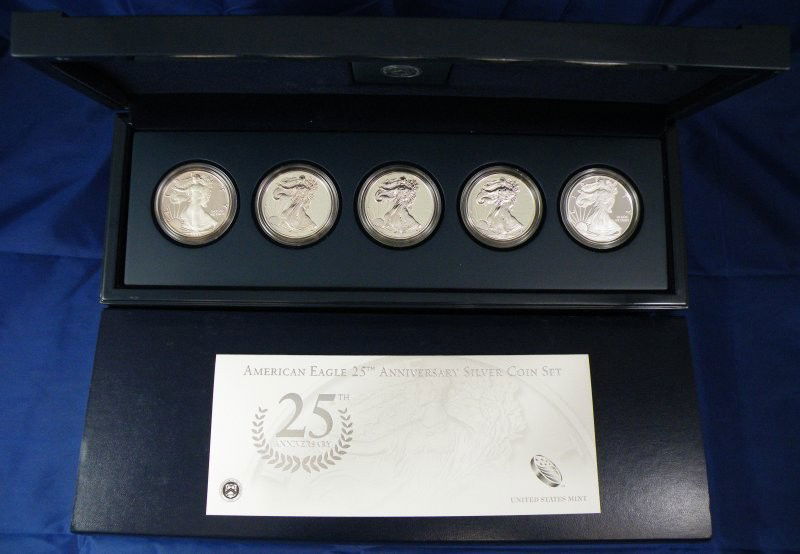 AMERICAN EAGLE 25TH ANNIVERSARY SILVER COIN SET
25TH
ANNIVERSARY
UNITED STATES MINT